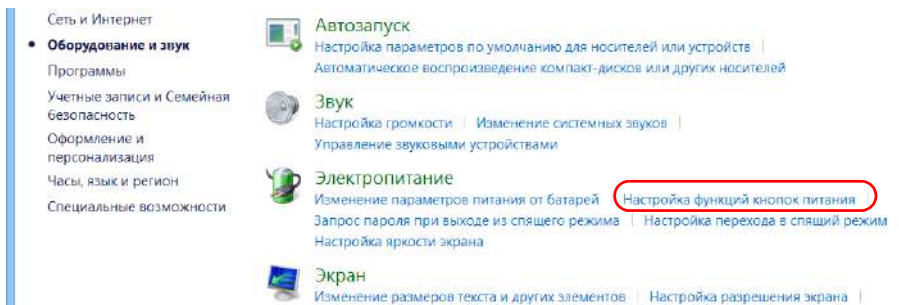 Сеть и Интернет
Оборудование и звук
Программы
Учетные записи и Семейная
безопасность
Оформление и
персонализация
Часы, язык и регион
Специальные возможности
Автозапуск
Настройка параметров по умолчанию для носителей или устройств
Автоматическое воспроизведение компакт-дисков или других носителей
Звук
Настройка громкости | Изменение системных звуков
Управление звуковыми устройствами
Электропитание
Изменение параметров питания от батарей | Настройка функций кнопок питания
Запрос пароля при выходе из спящего режима | Настройка перехода в спящий режим
Настройка яркости экрана
Экран
Изменение размеров текста и других элементов | Настройка разрешения экрана